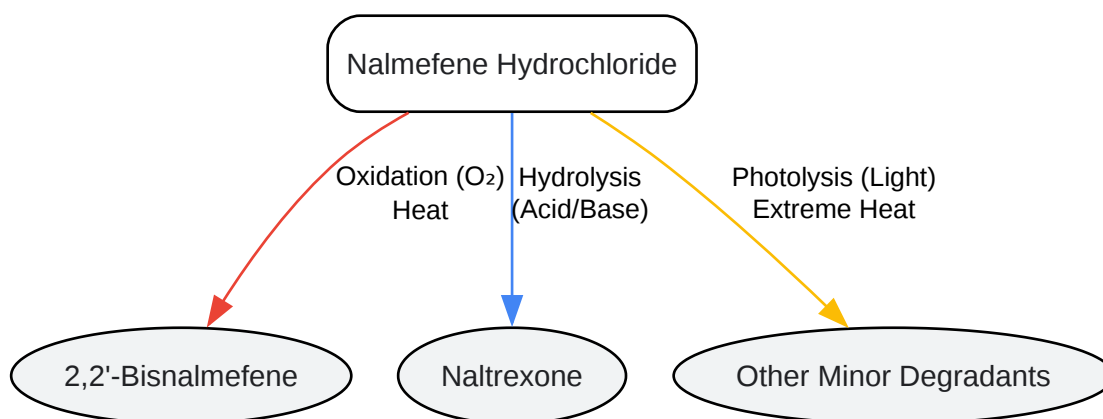 Nalmefene Hydrochloride
Oxidation (O₂)
Heat
Hydrolysis
(Acid/Base)
Photolysis (Light)
Extreme Heat
2,2'-Bisnalmefene
Naltrexone
Other Minor Degradants